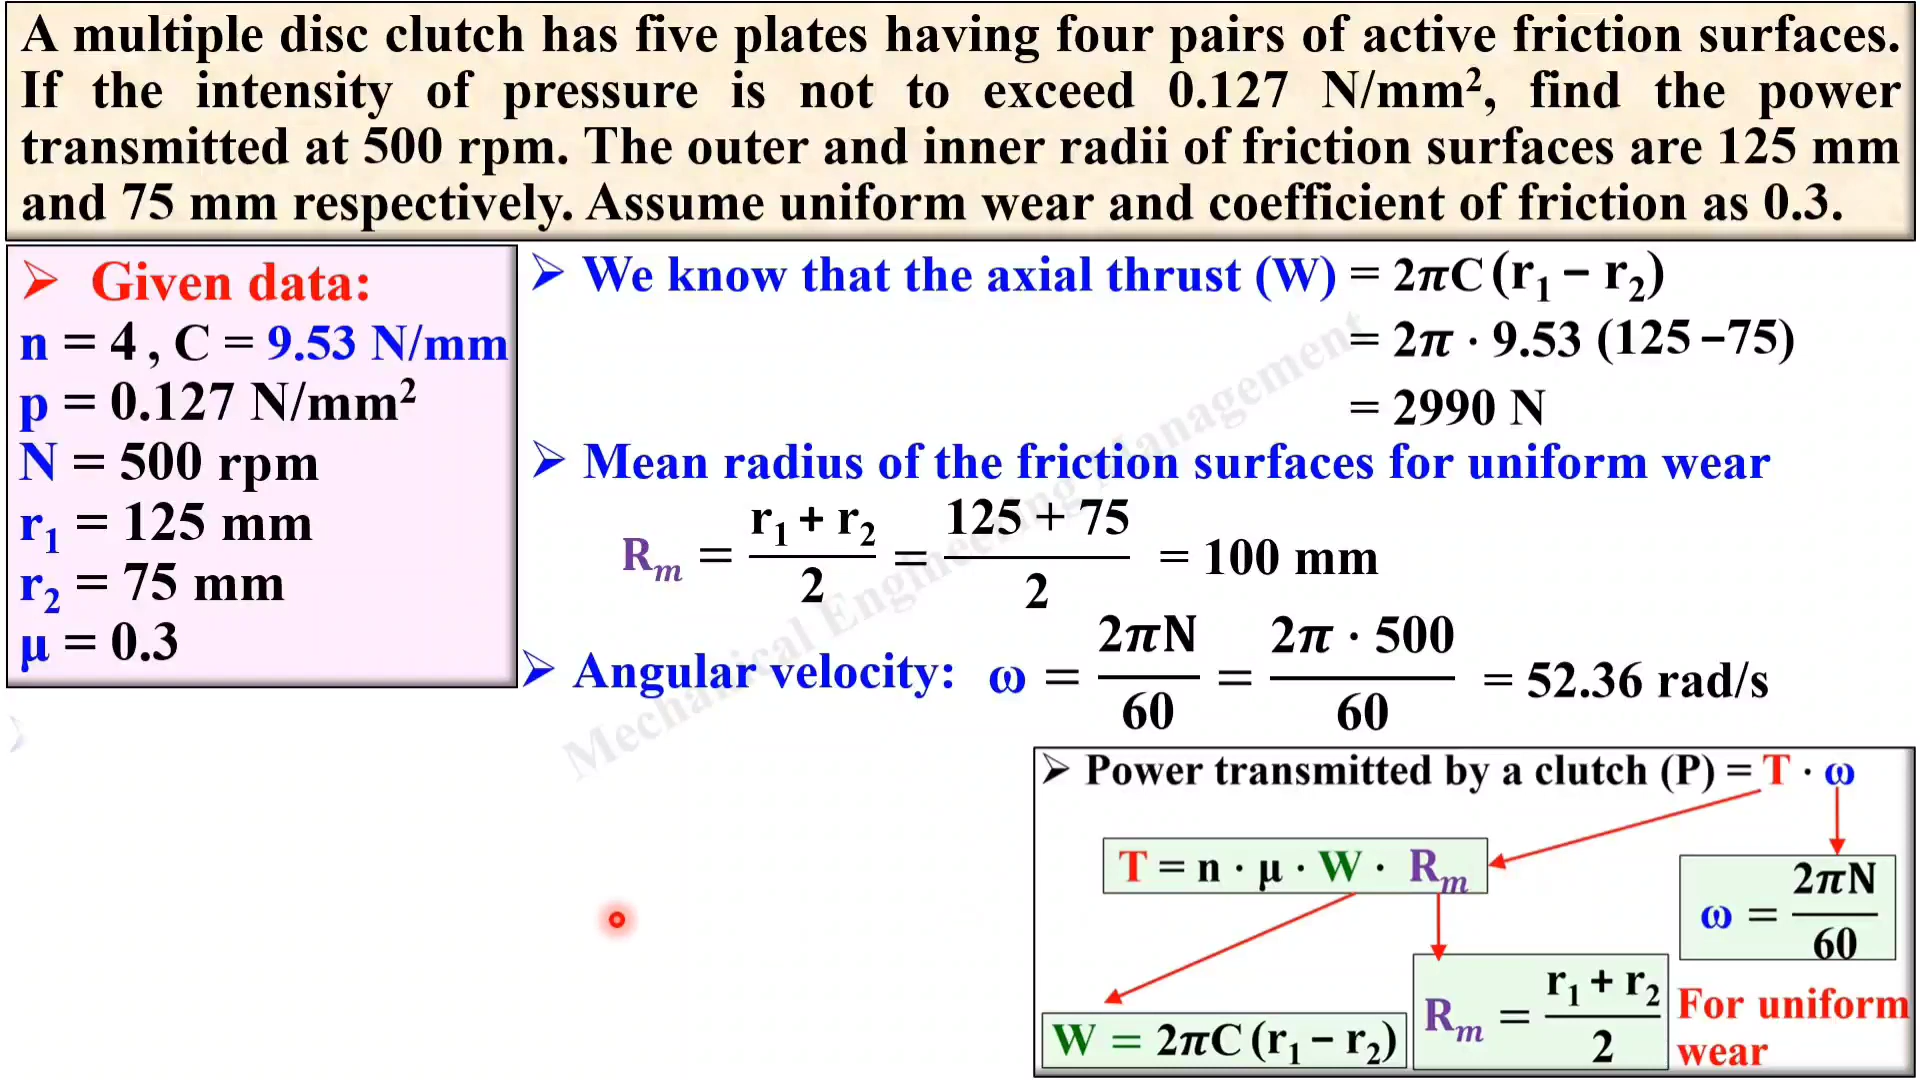 A multiple disc clutch has five plates having four pairs of active friction surfaces.
If the intensity of pressure is not to exceed 0.127 N/mm², find the power
transmitted at 500 rpm. The outer and inner radii of friction surfaces are 125 mm
and 75 mm respectively. Assume uniform wear and coefficient of friction as 0.3.
➢ Given data:
n = 4 , C = 9.53 N/mm
p = 0.127 N/mm²
N = 500 rpm
r₁ = 125 mm
r₂ = 75 mm
μ = 0.3
➢ We know that the axial thrust (W) = 2πC (r₁ − r₂)
= 2π · 9.53 (125 −75)
= 2990 N
➢ Mean radius of the friction surfaces for uniform wear
Rₘ = (r₁ + r₂)/2 = (125 + 75)/2 = 100 mm
➢ Angular velocity: ω = 2πN/60 = 2π · 500/60 = 52.36 rad/s
Mechanical Engineering Management
➢ Power transmitted by a clutch (P) = T · ω
T = n · μ · W · Rₘ
ω = 2πN/60
W = 2πC (r₁ − r₂)
Rₘ = (r₁ + r₂)/2
For uniform
wear